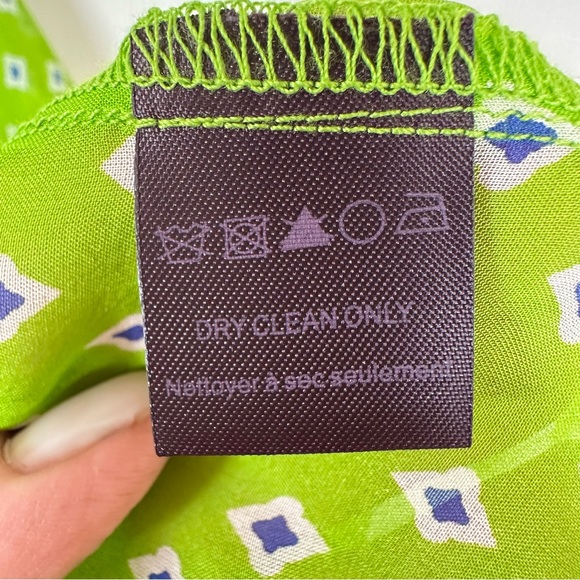 DRY CLEAN ONLY
Nettoyer à sec seulement